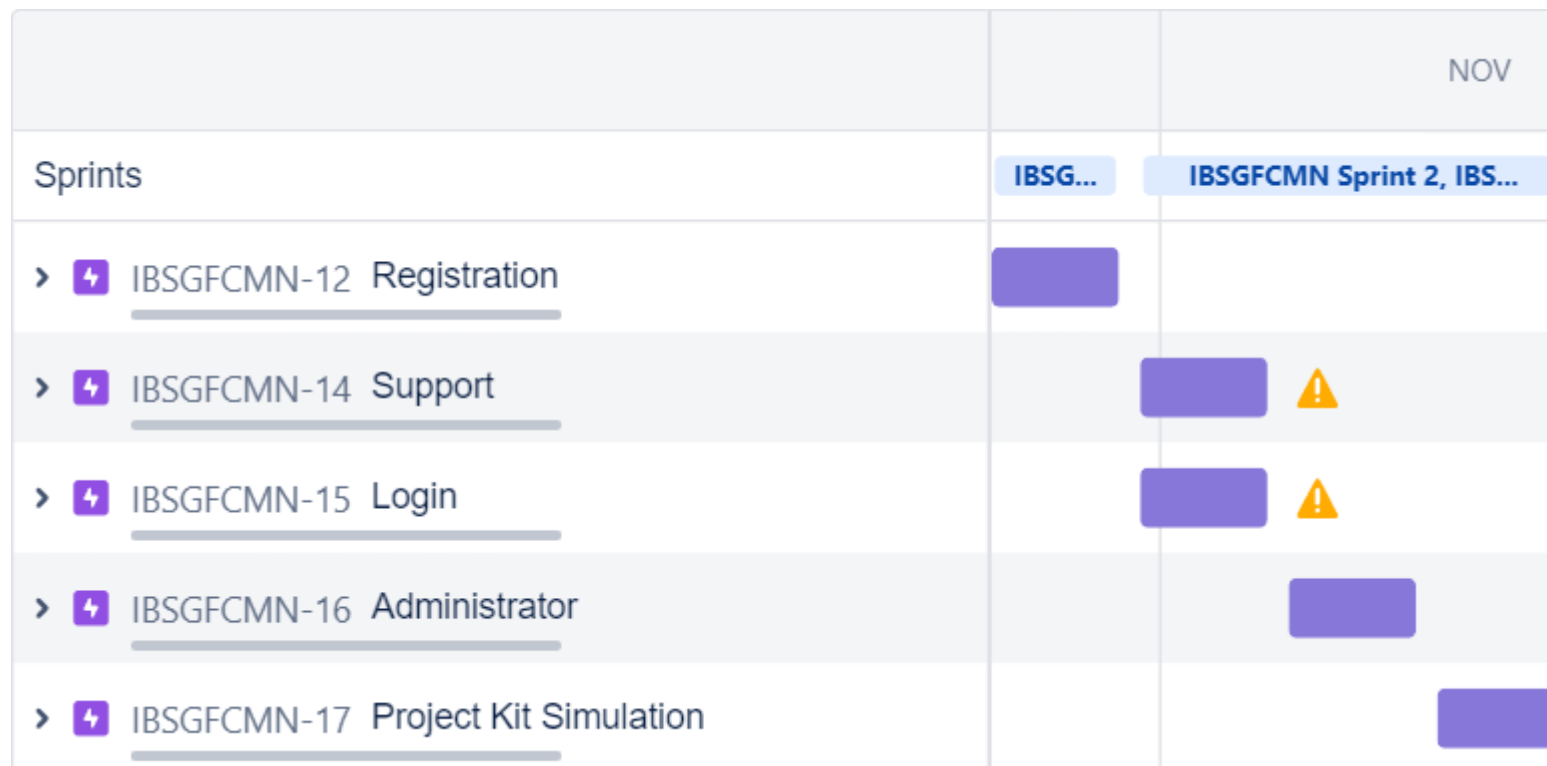 NOV
Sprints IBSG... IBSGFCMN Sprint 2, IBS...
IBSGFCMN-12 Registration
IBSGFCMN-14 Support
IBSGFCMN-15 Login
IBSGFCMN-16 Administrator
IBSGFCMN-17 Project Kit Simulation